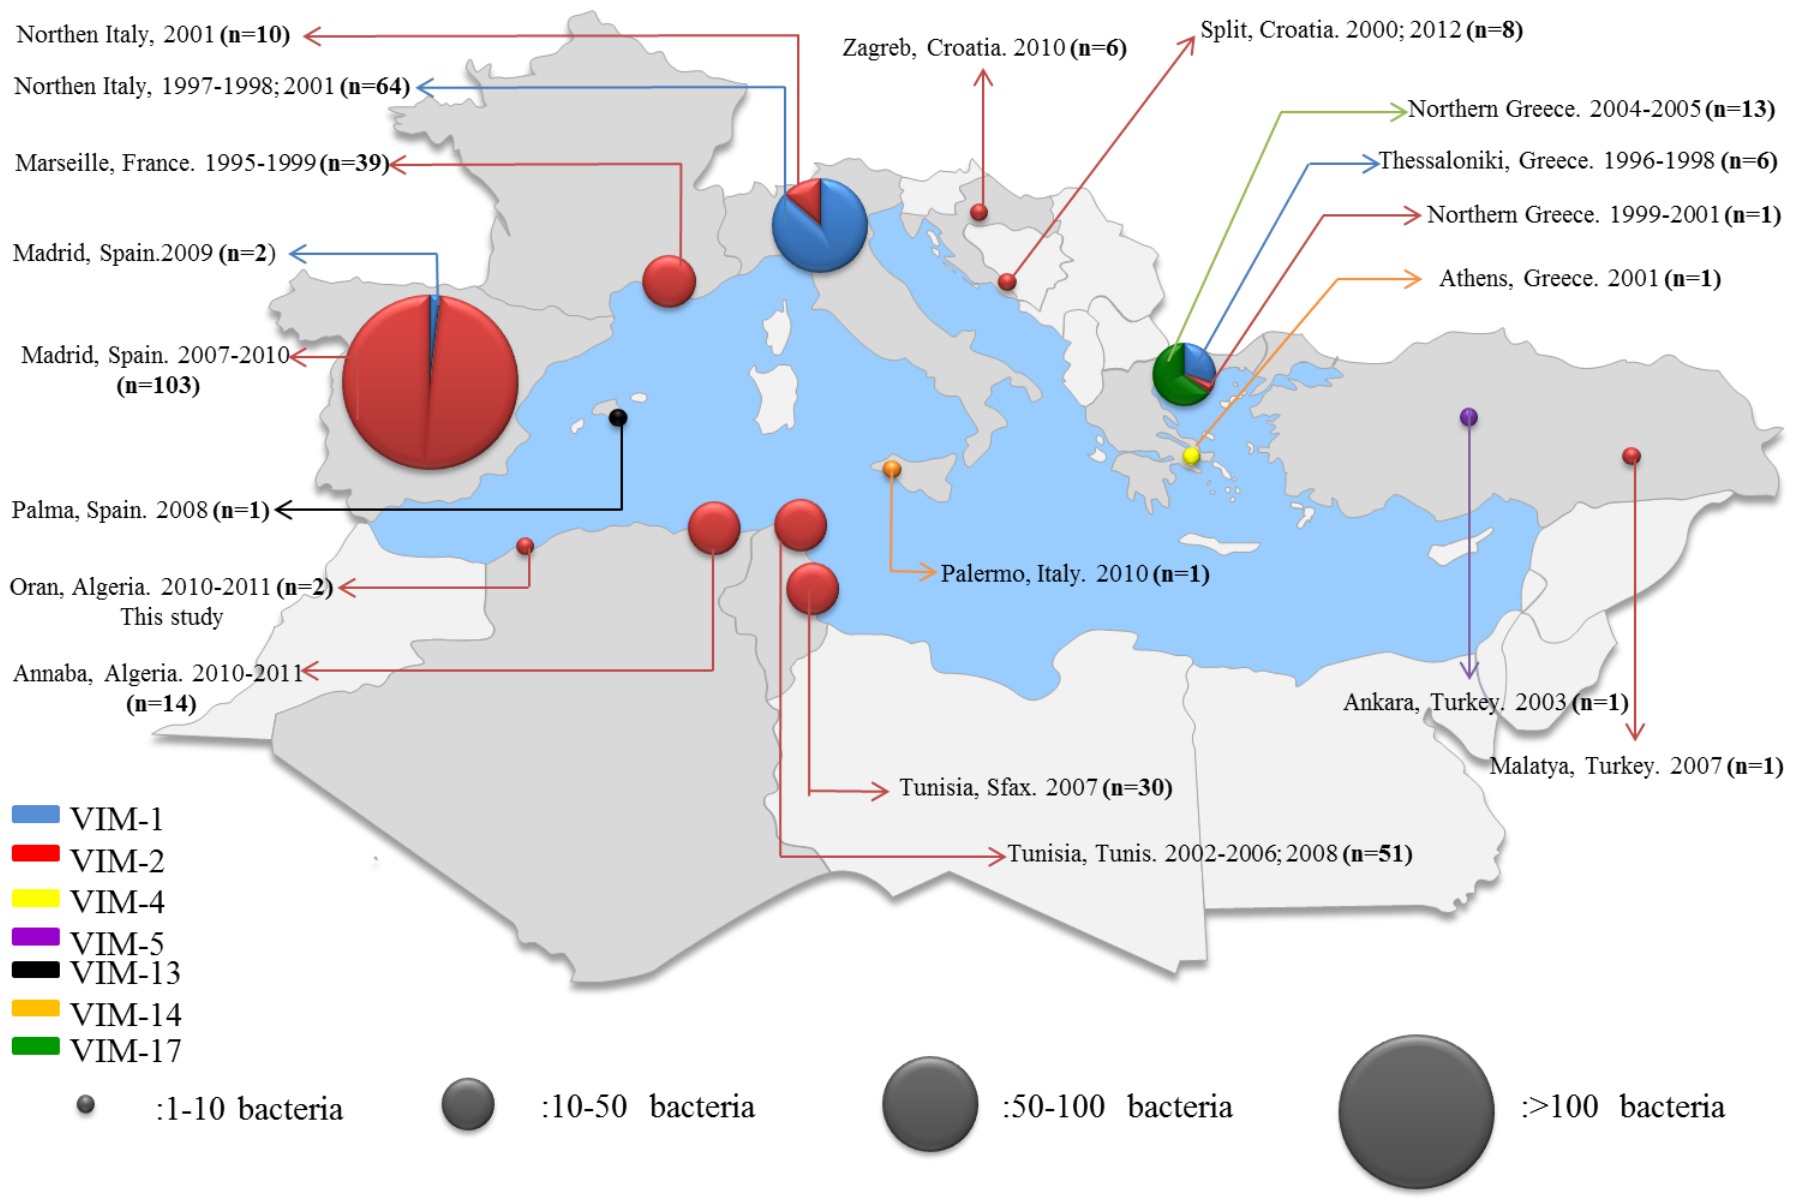 Northen Italy, 2001 (n=10)
Northen Italy, 1997-1998; 2001 (n=64)
Marseille, France. 1995-1999 (n=39)
Madrid, Spain.2009 (n=2)
Madrid, Spain. 2007-2010
(n=103)
Palma, Spain. 2008 (n=1)
Oran, Algeria. 2010-2011 (n=2)
This study
Annaba, Algeria. 2010-2011
(n=14)
Zagreb, Croatia. 2010 (n=6)
Split, Croatia. 2000; 2012 (n=8)
Northern Greece. 2004-2005 (n=13)
Thessaloniki, Greece. 1996-1998 (n=6)
Northern Greece. 1999-2001 (n=1)
Athens, Greece. 2001 (n=1)
Palermo, Italy. 2010 (n=1)
Ankara, Turkey. 2003 (n=1)
Malatya, Turkey. 2007 (n=1)
Tunisia, Sfax. 2007 (n=30)
Tunisia, Tunis. 2002-2006; 2008 (n=51)
VIM-1
VIM-2
VIM-4
VIM-5
VIM-13
VIM-14
VIM-17
:1-10 bacteria
:10-50 bacteria
:50-100 bacteria
:>100 bacteria